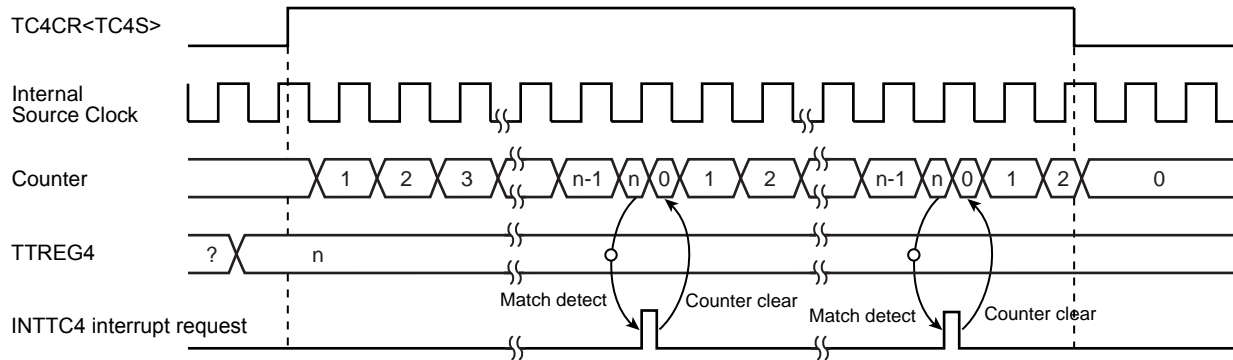 TC4CR<TC4S>
Internal
Source Clock
Counter
1 2 3 n-1 n 0 1 2 n-1 n 0 1 2 0
TTREG4
? n
Match detect Counter clear Match detect Counter clear
INTTC4 interrupt request